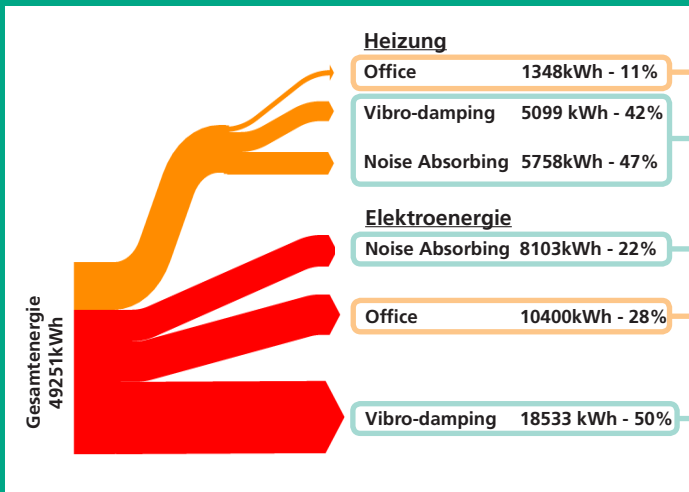 Heizung
Office 1348kWh - 11%
Vibro-damping 5099 kWh - 42%
Noise Absorbing 5758kWh - 47%
Elektroenergie
Noise Absorbing 8103kWh - 22%
Office 10400kWh - 28%
Vibro-damping 18533 kWh - 50%
Gesamtenergie
49251kWh